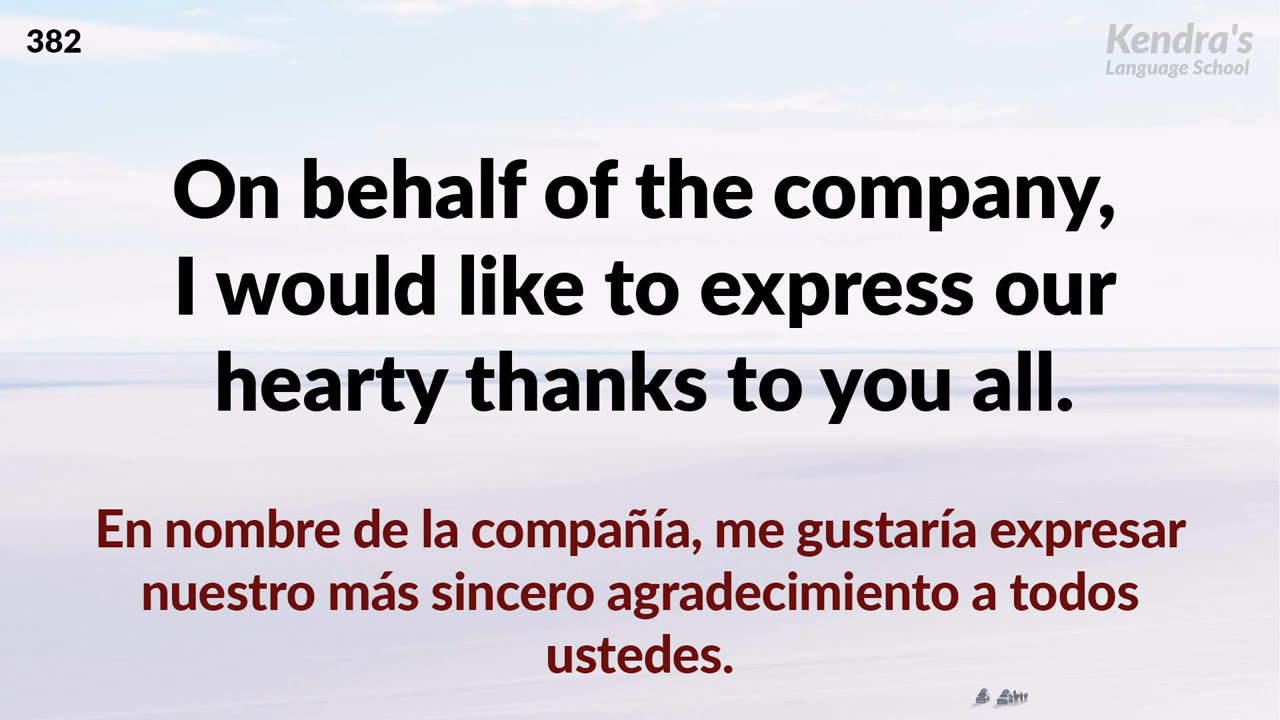 382
Kendra's
Language School
On behalf of the company,
I would like to express our
hearty thanks to you all.
En nombre de la compañía, me gustaría expresar
nuestro más sincero agradecimiento a todos
ustedes.